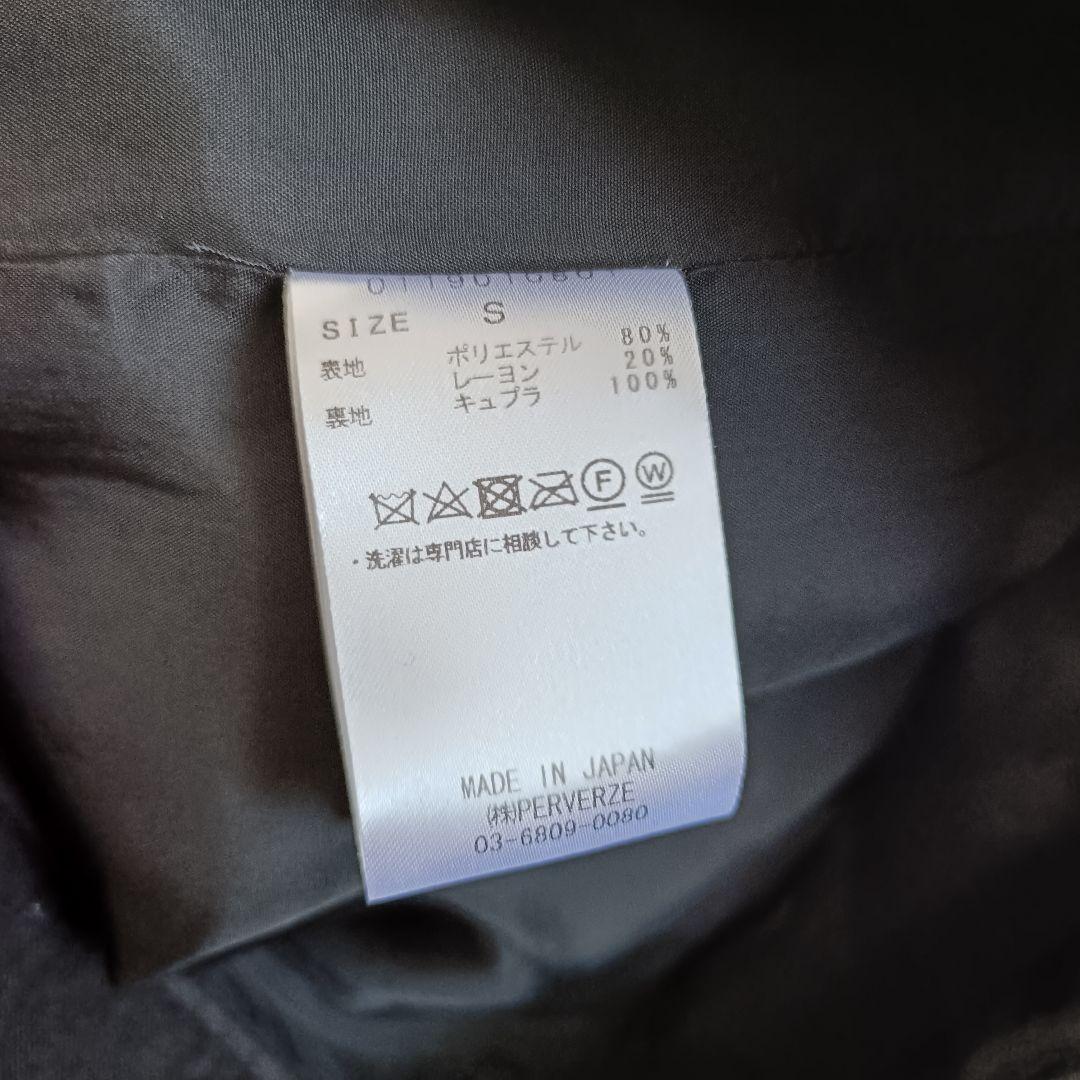 SIZE S
表地 ポリエステル 80%
レーヨン 20%
裏地 キュプラ 100%
F W
・洗濯は専門店に相談して下さい。
MADE IN JAPAN
㈱PERVERZE
03-6809-0080